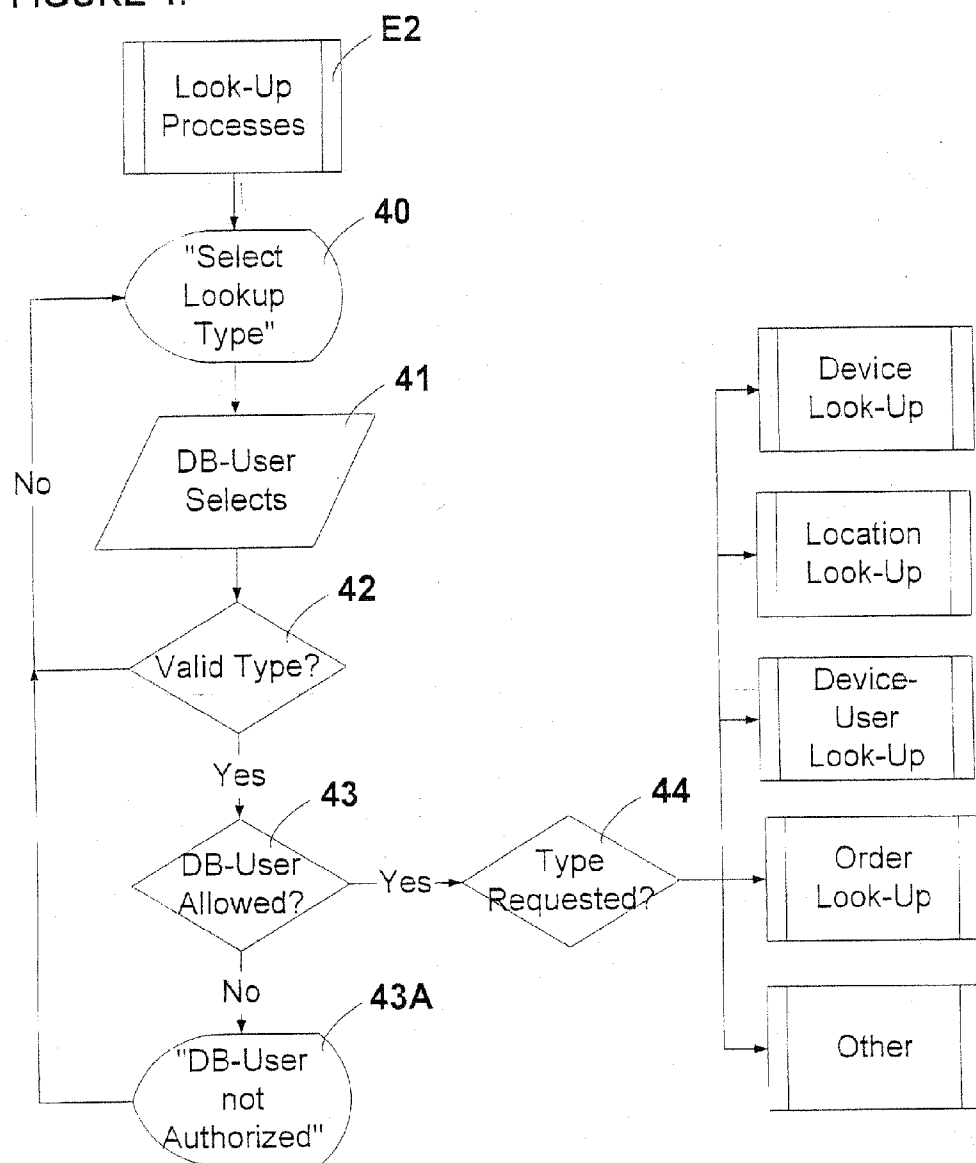 E2
Look-Up
Processes
40
"Select
Lookup
Type"
41
DB-User
Selects
No
42
Valid Type?
Yes
43
DB-User
Allowed?
Yes
44
Type
Requested?
No
43A
"DB-User
not
Authorized"
Device
Look-Up
Location
Look-Up
Device-
User
Look-Up
Order
Look-Up
Other